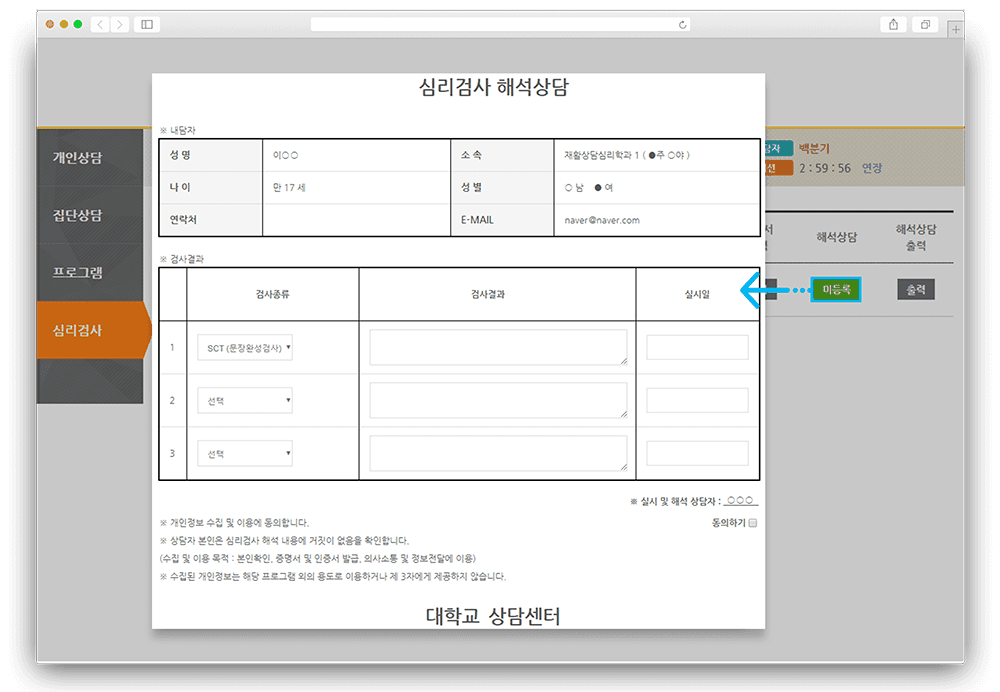 심리검사 해석상담
※ 내담자
성 명 이○○ 소 속 재활상담심리학과 1 ( ●주 ○야 )
나 이 만 17 세 성 별 ○ 남 ● 여
연락처 E-MAIL naver@naver.com
※ 검사결과
검사종류 검사결과 실시일
1 SCT (문장완성검사)
2 선택
3 선택
※ 실시 및 해석 상담자 : ○○○
※ 개인정보 수집 및 이용에 동의합니다. 동의하기
※ 상담자 본인은 심리검사 해석 내용에 거짓이 없음을 확인합니다.
(수집 및 이용 목적 : 본인확인, 증명서 및 인증서 발급, 의사소통 및 정보전달에 이용)
※ 수집된 개인정보는 해당 프로그램 외의 용도로 이용하거나 제 3자에게 제공하지 않습니다.
대학교 상담센터
개인상담
집단상담
프로그램
심리검사
백분기
2 : 59 : 56 연장
해석상담
해석상담
출력
미등록
출력